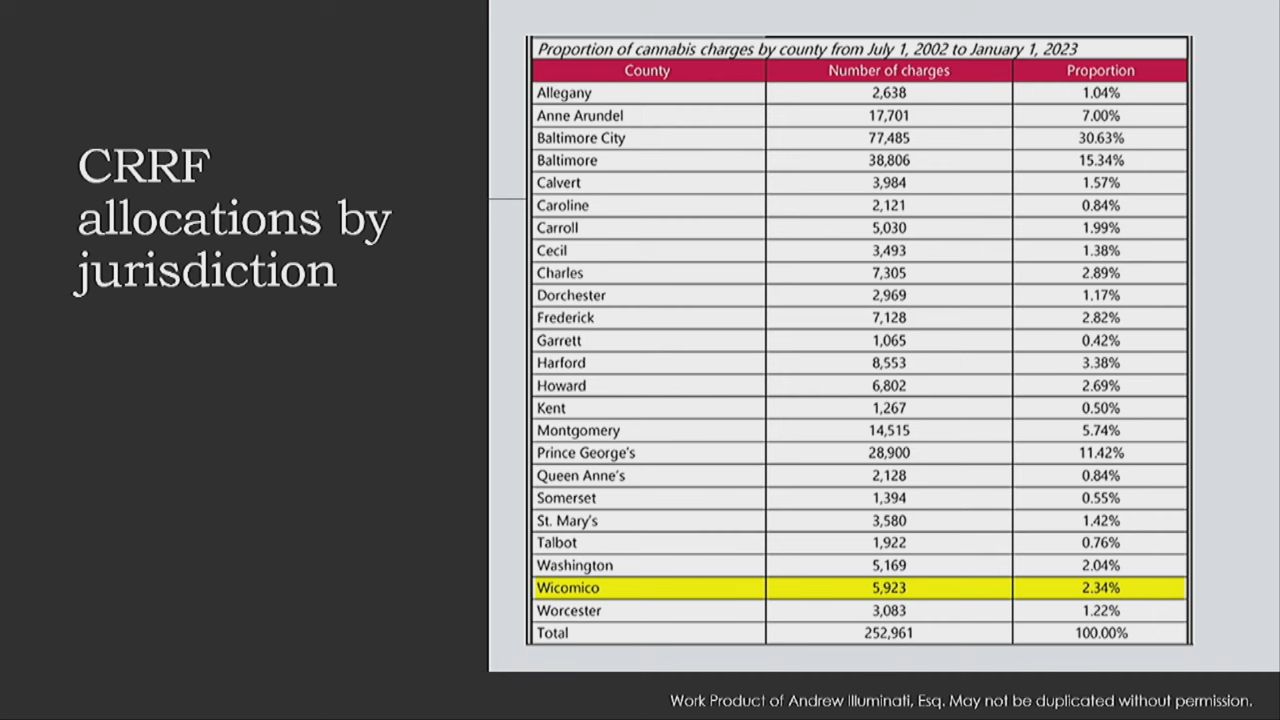 CRRF
allocations by
jurisdiction
Proportion of cannabis charges by county from July 1, 2002 to January 1, 2023
County Number of charges Proportion
Allegany 2,638 1.04%
Anne Arundel 17,701 7.00%
Baltimore City 77,485 30.63%
Baltimore 38,806 15.34%
Calvert 3,984 1.57%
Caroline 2,121 0.84%
Carroll 5,030 1.99%
Cecil 3,493 1.38%
Charles 7,305 2.89%
Dorchester 2,969 1.17%
Frederick 7,128 2.82%
Garrett 1,065 0.42%
Harford 8,553 3.38%
Howard 6,802 2.69%
Kent 1,267 0.50%
Montgomery 14,515 5.74%
Prince George's 28,900 11.42%
Queen Anne's 2,128 0.84%
Somerset 1,394 0.55%
St. Mary's 3,580 1.42%
Talbot 1,922 0.76%
Washington 5,169 2.04%
Wicomico 5,923 2.34%
Worcester 3,083 1.22%
Total 252,961 100.00%
Work Product of Andrew Illuminati, Esq. May not be duplicated without permission.